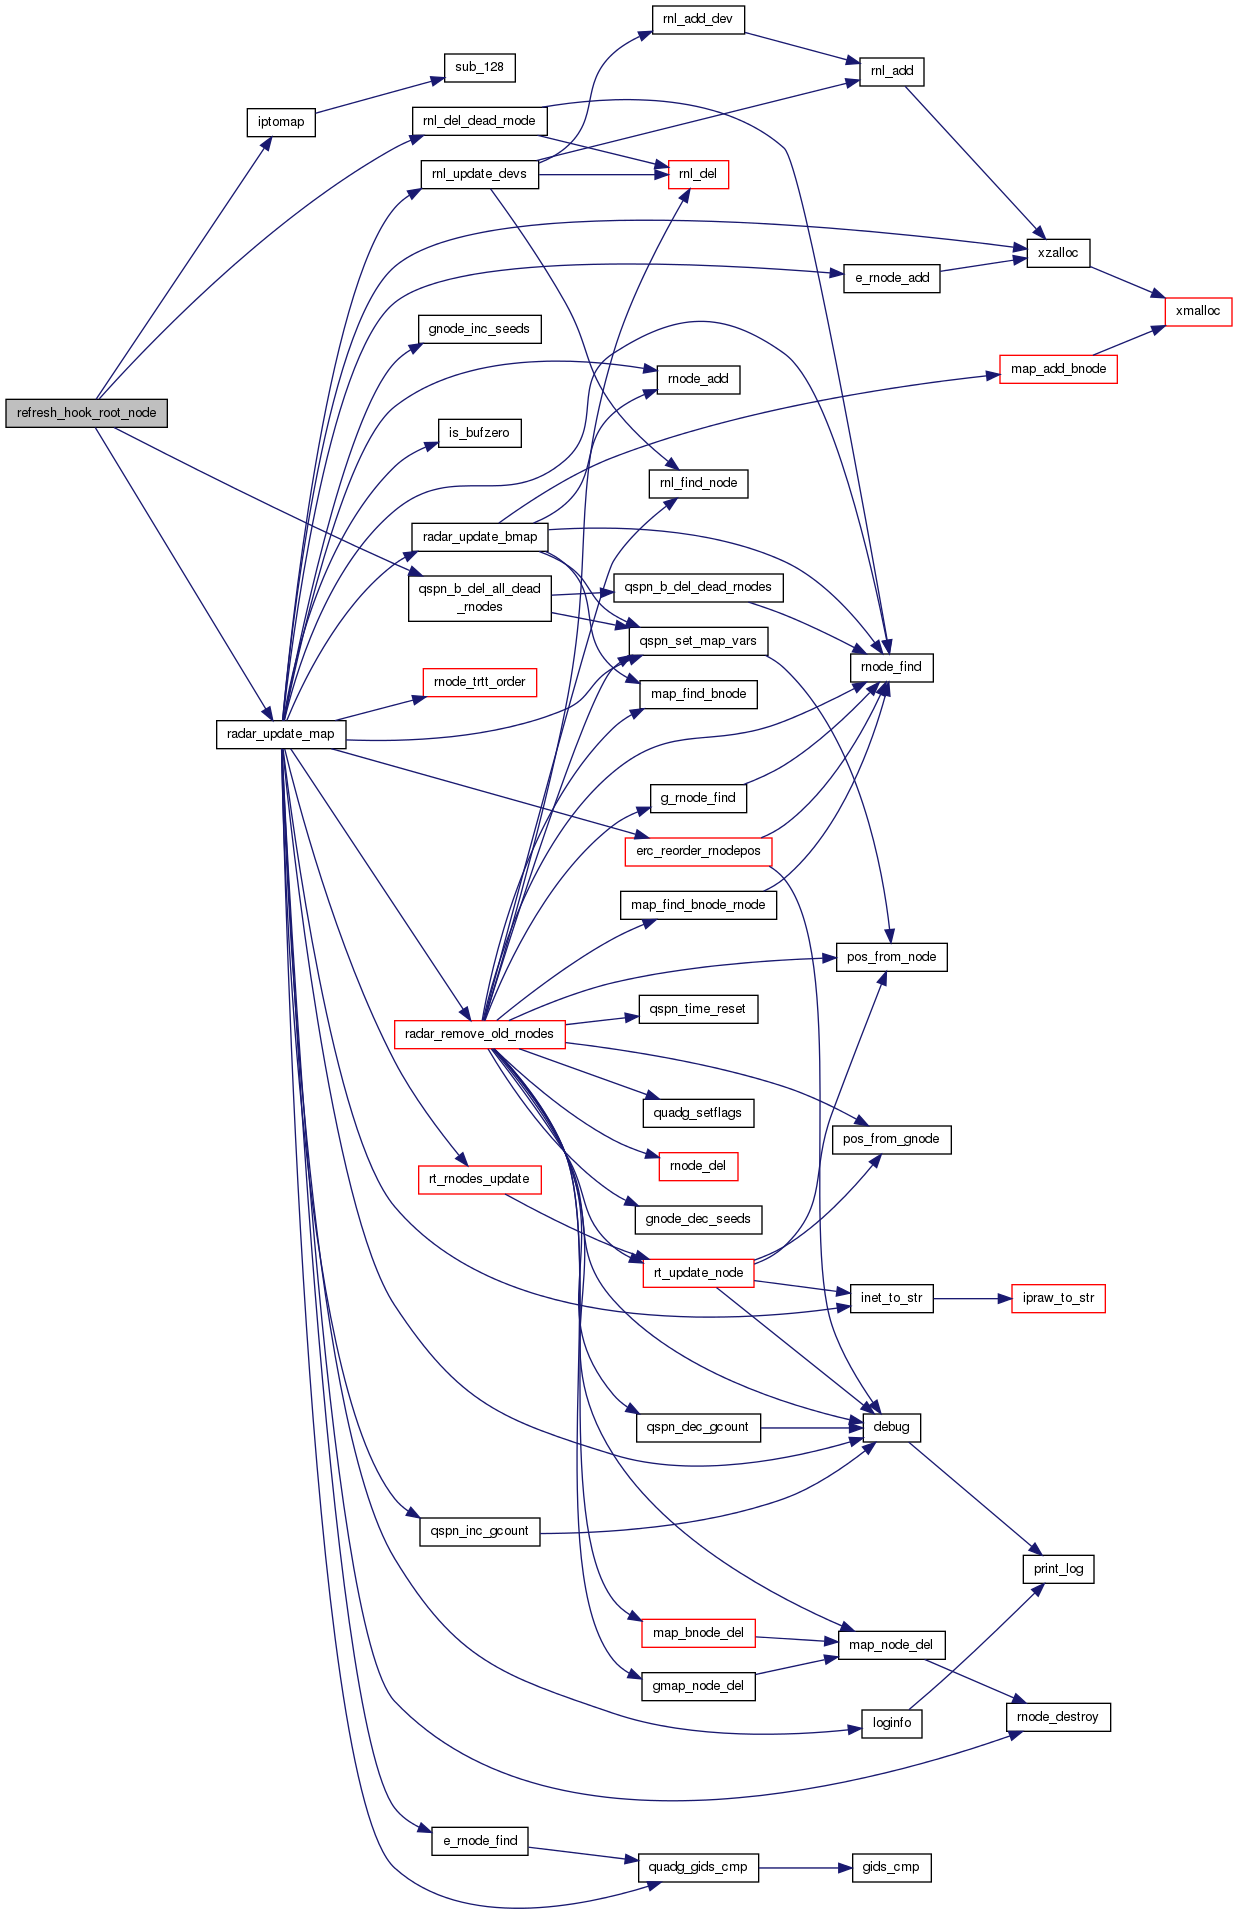 rnl_add_dev
sub_128
rnl_add
iptomap
rnl_del_dead_rnode
rnl_update_devs
rnl_del
xzalloc
e_rnode_add
xmalloc
gnode_inc_seeds
map_add_bnode
rnode_add
refresh_hook_root_node
is_bufzero
rnl_find_node
radar_update_bmap
qspn_b_del_all_dead
_rnodes
qspn_b_del_dead_rnodes
qspn_set_map_vars
rnode_find
rnode_trtt_order
map_find_bnode
radar_update_map
g_rnode_find
erc_reorder_rnodepos
map_find_bnode_rnode
pos_from_node
qspn_time_reset
radar_remove_old_rnodes
quadg_setflags
pos_from_gnode
rnode_del
rt_rnodes_update
gnode_dec_seeds
rt_update_node
inet_to_str
ipraw_to_str
qspn_dec_gcount
debug
qspn_inc_gcount
print_log
map_bnode_del
map_node_del
gmap_node_del
loginfo
rnode_destroy
e_rnode_find
quadg_gids_cmp
gids_cmp